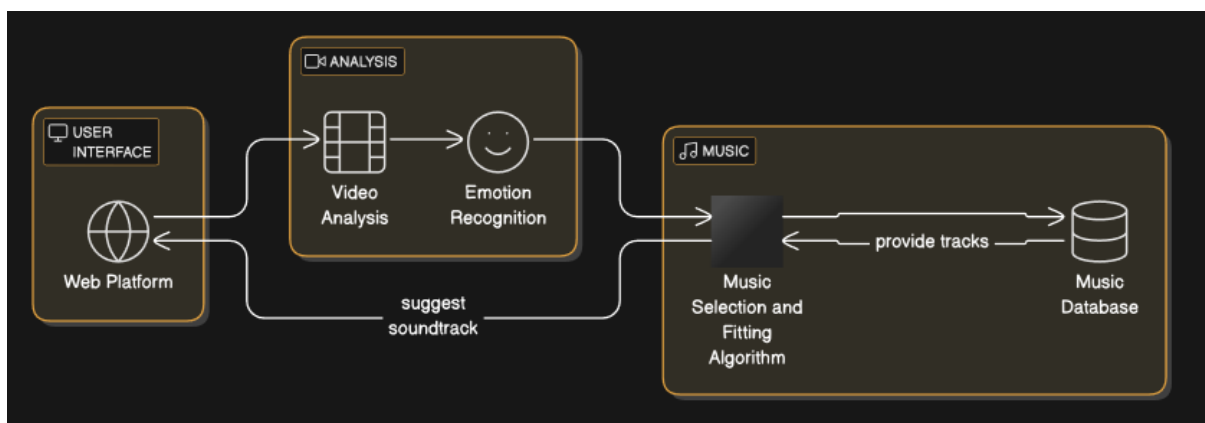 USER
INTERFACE
Web Platform
ANALYSIS
Video
Analysis
Emotion
Recognition
suggest
soundtrack
MUSIC
Music
Selection and
Fitting
Algorithm
provide tracks
Music
Database